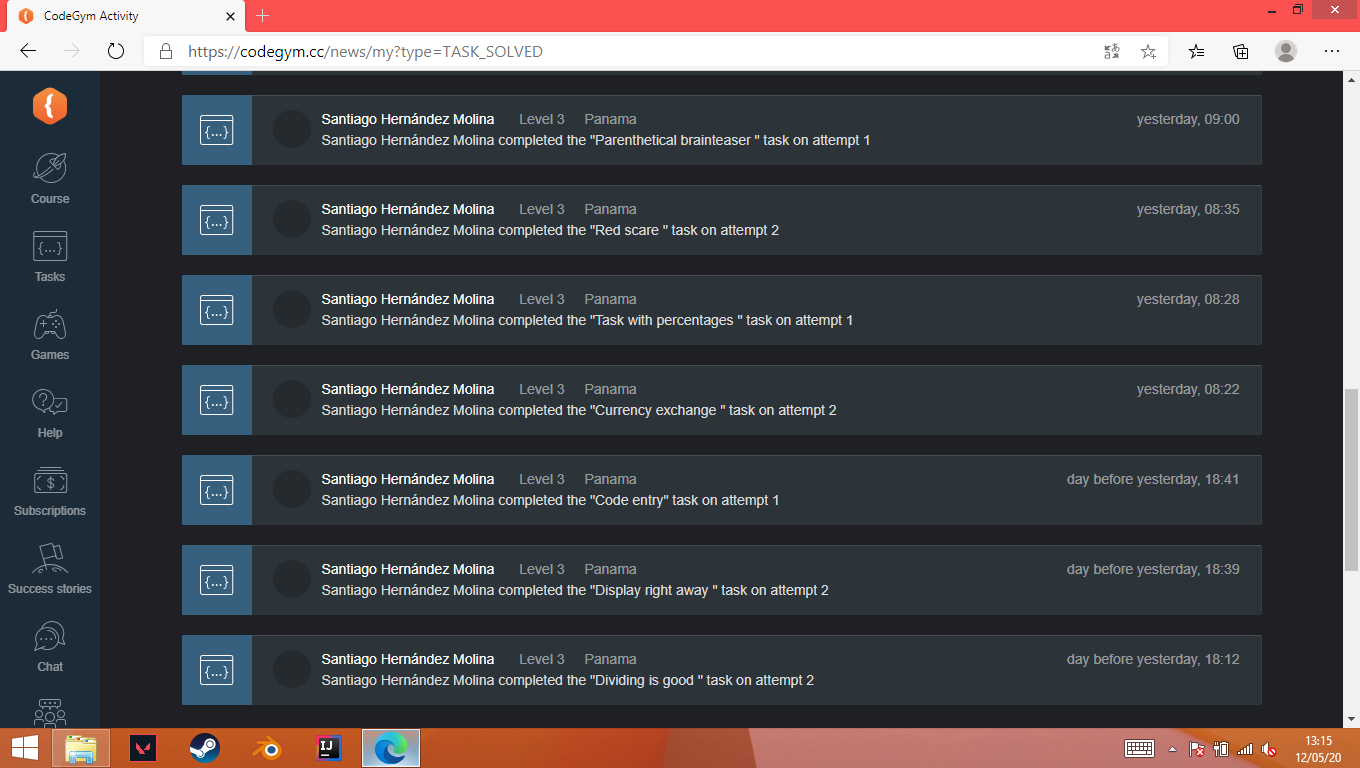 CodeGym Activity
https://codegym.cc/news/my?type=TASK_SOLVED
Santiago Hernández Molina Level 3 Panama yesterday, 09:00
Santiago Hernández Molina completed the "Parenthetical brainteaser " task on attempt 1
Santiago Hernández Molina Level 3 Panama yesterday, 08:35
Santiago Hernández Molina completed the "Red scare " task on attempt 2
Santiago Hernández Molina Level 3 Panama yesterday, 08:28
Santiago Hernández Molina completed the "Task with percentages " task on attempt 1
Santiago Hernández Molina Level 3 Panama yesterday, 08:22
Santiago Hernández Molina completed the "Currency exchange " task on attempt 2
Santiago Hernández Molina Level 3 Panama day before yesterday, 18:41
Santiago Hernández Molina completed the "Code entry" task on attempt 1
Santiago Hernández Molina Level 3 Panama day before yesterday, 18:39
Santiago Hernández Molina completed the "Display right away " task on attempt 2
Santiago Hernández Molina Level 3 Panama day before yesterday, 18:12
Santiago Hernández Molina completed the "Dividing is good " task on attempt 2
Course
Tasks
Games
Help
Subscriptions
Success stories
Chat
IJ
13:15
12/05/20